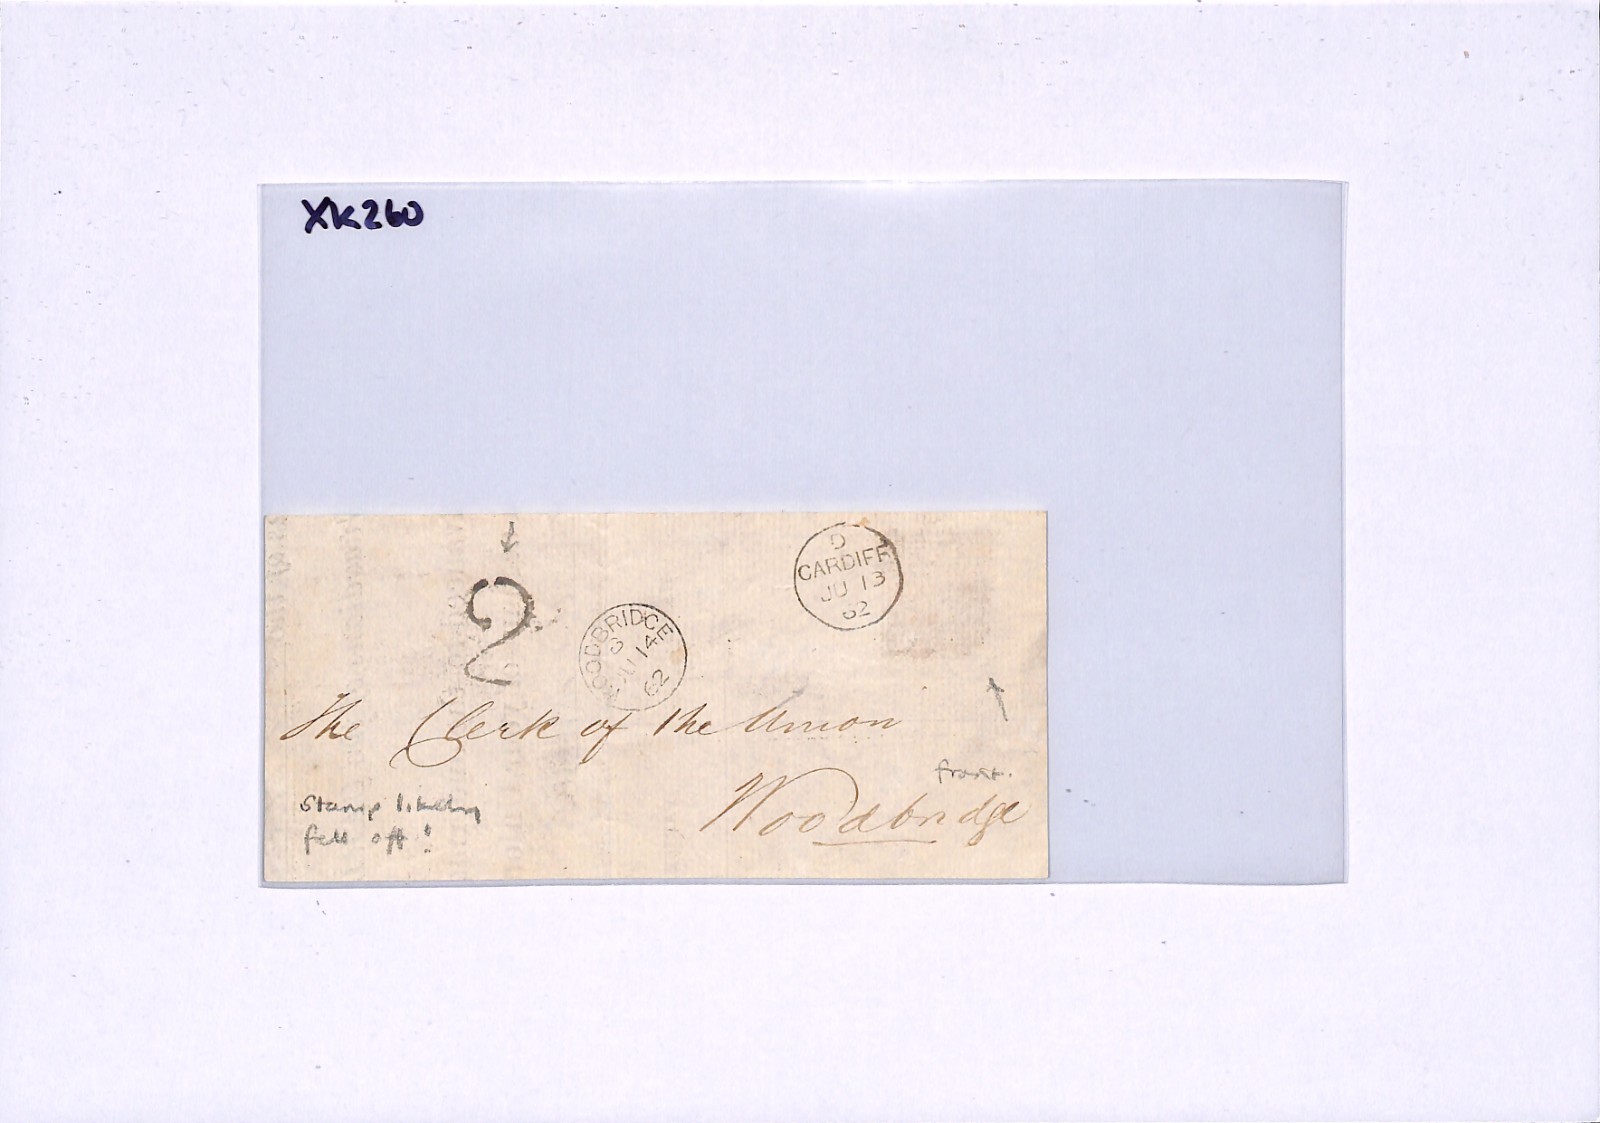 XK260
D
CARDIFF
JU 13
62
2
WOODBRIDGE
JU 14
62
The Clerk of the Union
front.
Woodbridge
Stamp likely
fell off!